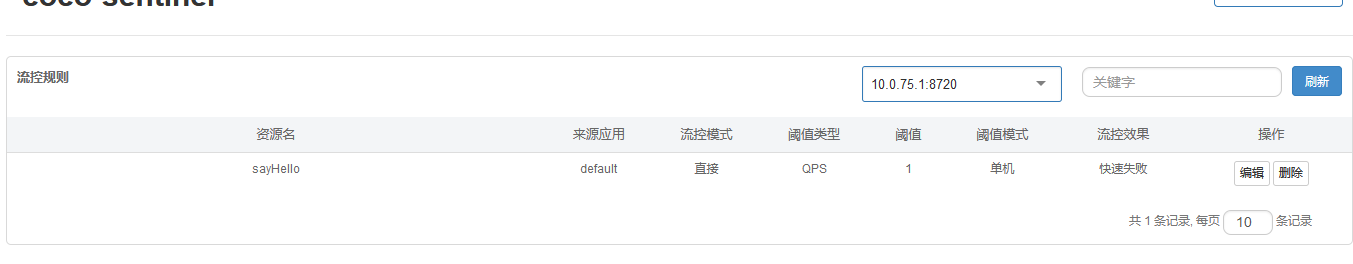 coco-sentinel
流控规则
10.0.75.1:8720
关键字
刷新
资源名 来源应用 流控模式 阈值类型 阈值 阈值模式 流控效果 操作
sayHello default 直接 QPS 1 单机 快速失败 编辑 删除
共 1 条记录, 每页 10 条记录